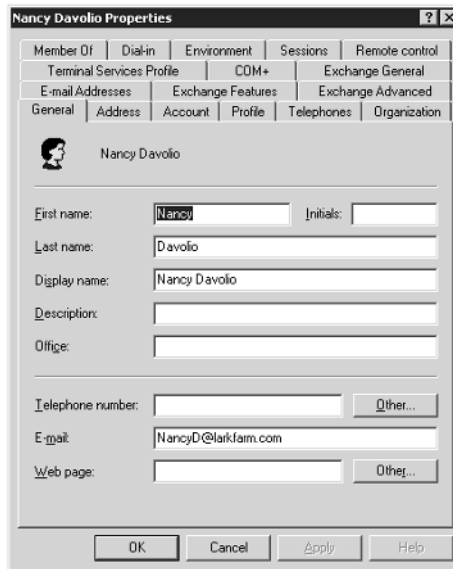 Nancy Davolio Properties
Member Of Dial-in Environment Sessions Remote control
Terminal Services Profile COM+ Exchange General
E-mail Addresses Exchange Features Exchange Advanced
General Address Account Profile Telephones Organization
Nancy Davolio
First name: Nancy Initials:
Last name: Davolio
Display name: Nancy Davolio
Description:
Office:
Telephone number: Other...
E-mail: NancyD@larkfarm.com
Web page: Other...
OK Cancel Apply Help